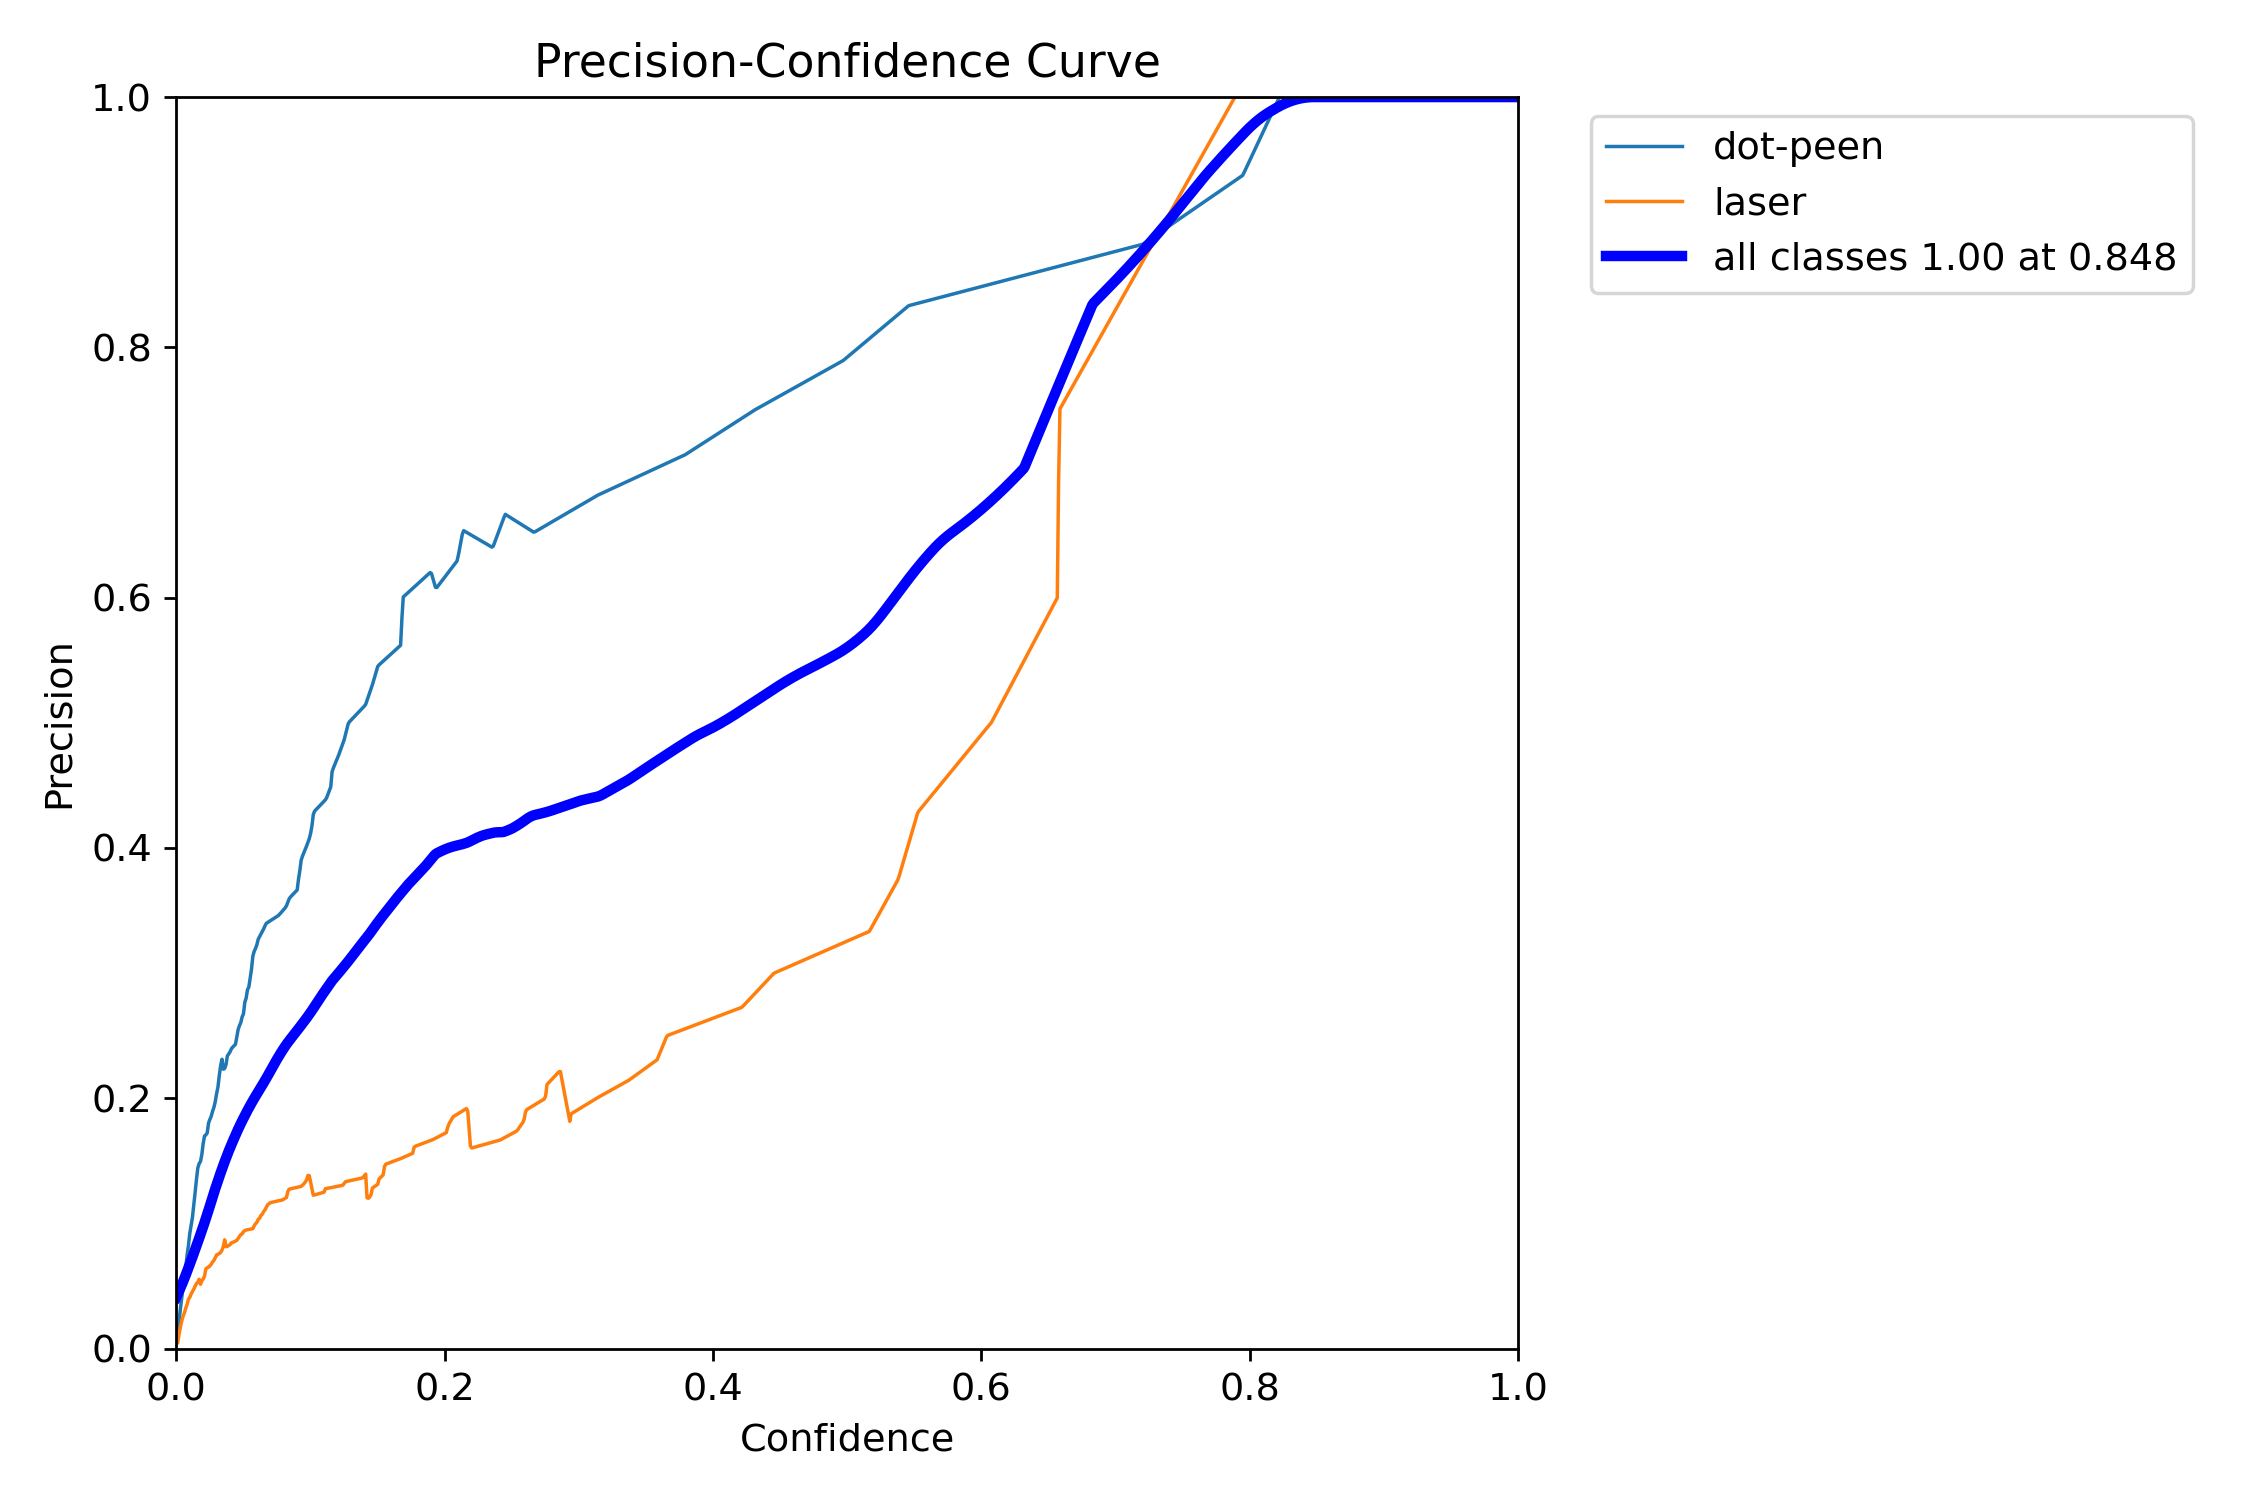 Precision-Confidence Curve
1.0
0.8
0.6
0.4
0.2
0.0
Precision
0.0 0.2 0.4 0.6 0.8 1.0
Confidence
dot-peen
laser
all classes 1.00 at 0.848